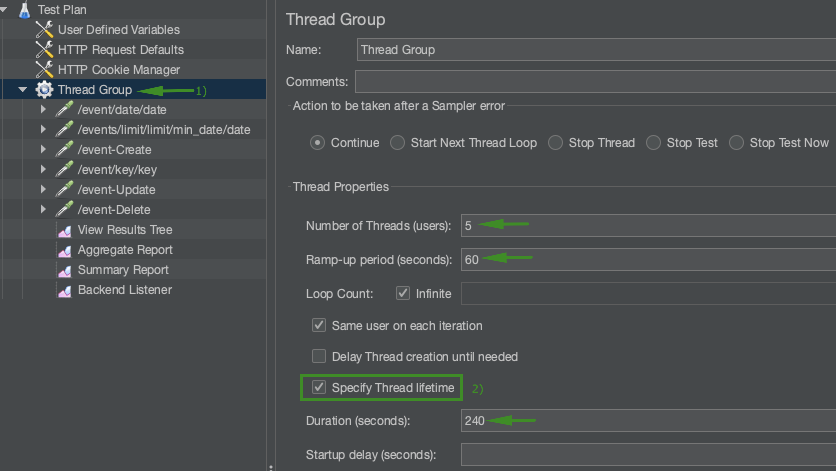 Test Plan
User Defined Variables
HTTP Request Defaults
HTTP Cookie Manager
Thread Group 1)
/event/date/date
/events/limit/limit/min_date/date
/event-Create
/event/key/key
/event-Update
/event-Delete
View Results Tree
Aggregate Report
Summary Report
Backend Listener
Thread Group
Name: Thread Group
Comments:
Action to be taken after a Sampler error
Continue Start Next Thread Loop Stop Thread Stop Test Stop Test Now
Thread Properties
Number of Threads (users): 5
Ramp-up period (seconds): 60
Loop Count: Infinite
Same user on each iteration
Delay Thread creation until needed
Specify Thread lifetime 2)
Duration (seconds): 240
Startup delay (seconds):